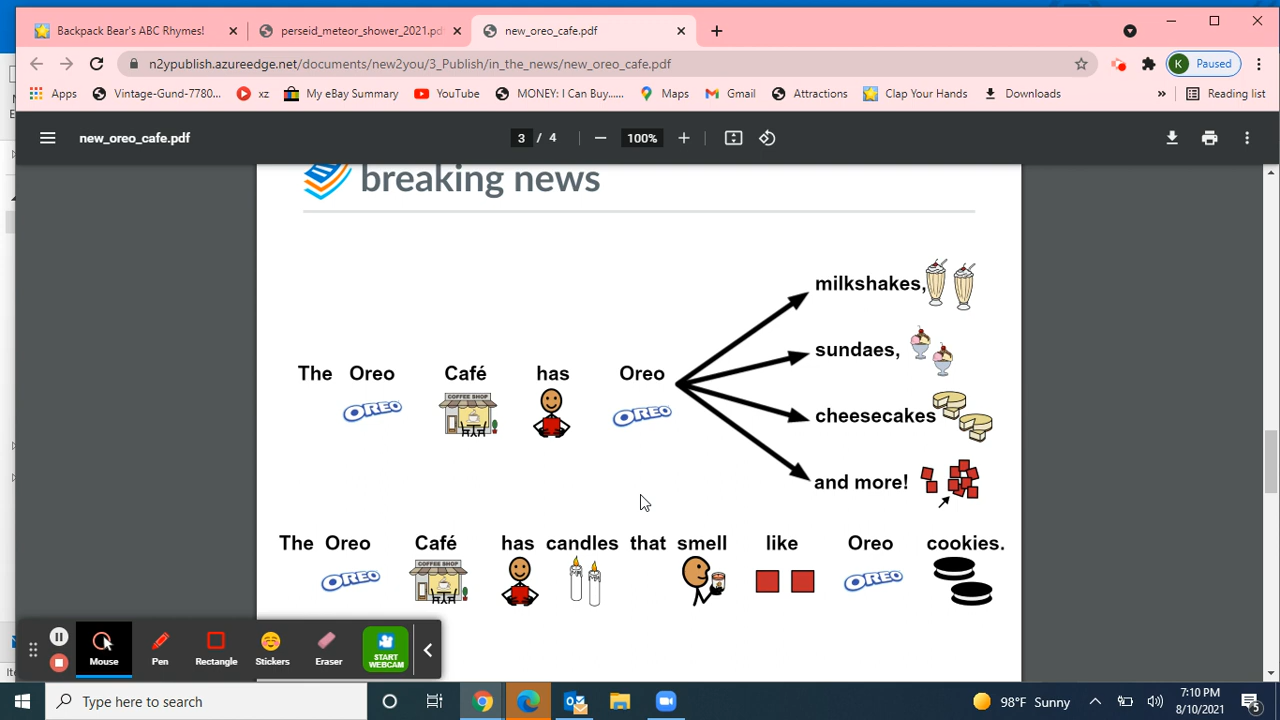 Backpack Bear's ABC Rhymes!
perseid_meteor_shower_2021.pd
new_oreo_cafe.pdf
n2ypublish.azureedge.net/documents/new2you/3_Publish/in_the_news/new_oreo_cafe.pdf
K Paused
Apps Vintage-Gund-7780... xz My eBay Summary YouTube MONEY: I Can Buy...... Maps Gmail Attractions Clap Your Hands Downloads » Reading list
new_oreo_cafe.pdf 3 / 4 100%
breaking news
milkshakes,
sundaes,
The Oreo Café has Oreo
OREO COFFEE SHOP OREO
cheesecakes
and more!
The Oreo Café has candles that smell like Oreo cookies.
OREO COFFEE SHOP OREO
Mouse Pen Rectangle Stickers Eraser START WEBCAM
Type here to search
98°F Sunny
7:10 PM
8/10/2021
5